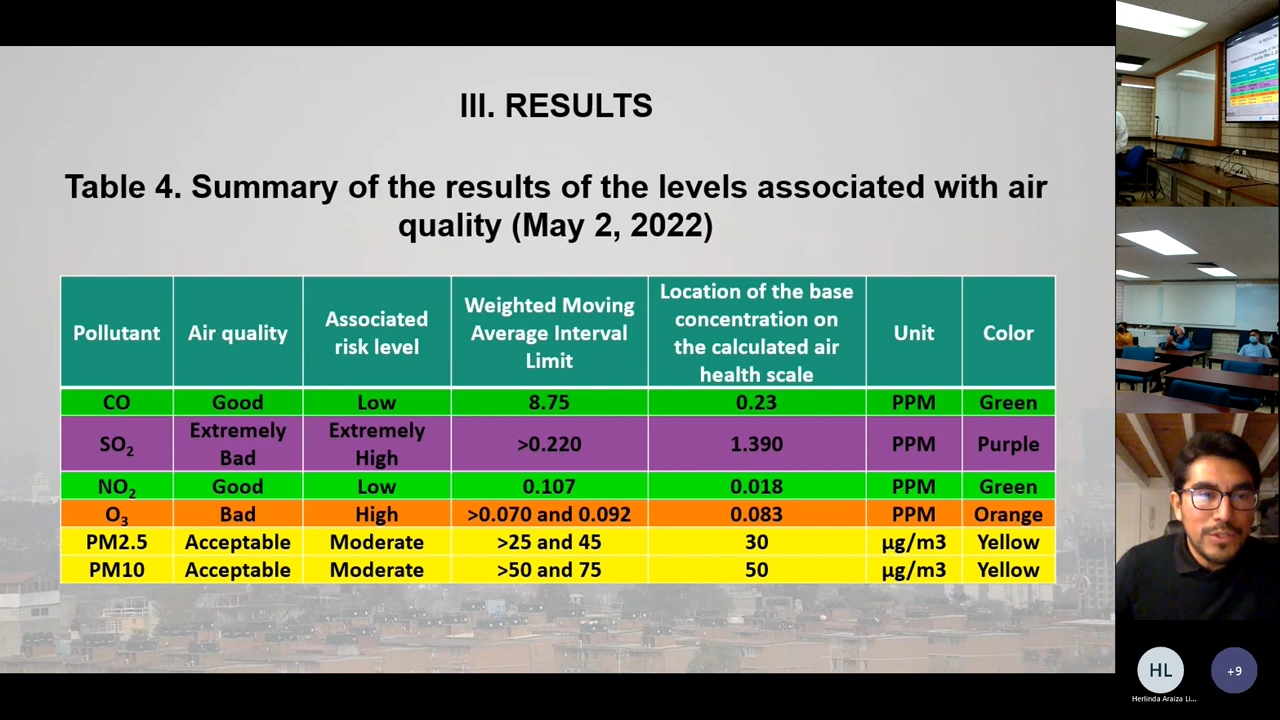 III. RESULTS
Table 4. Summary of the results of the levels associated with air
quality (May 2, 2022)
Pollutant Air quality Associated risk level Weighted Moving Average Interval Limit Location of the base concentration on the calculated air health scale Unit Color
CO Good Low 8.75 0.23 PPM Green
SO2 Extremely Bad Extremely High >0.220 1.390 PPM Purple
NO2 Good Low 0.107 0.018 PPM Green
O3 Bad High >0.070 and 0.092 0.083 PPM Orange
PM2.5 Acceptable Moderate >25 and 45 30 µg/m3 Yellow
PM10 Acceptable Moderate >50 and 75 50 µg/m3 Yellow
HL
Herlinda Araiza Li...
+9